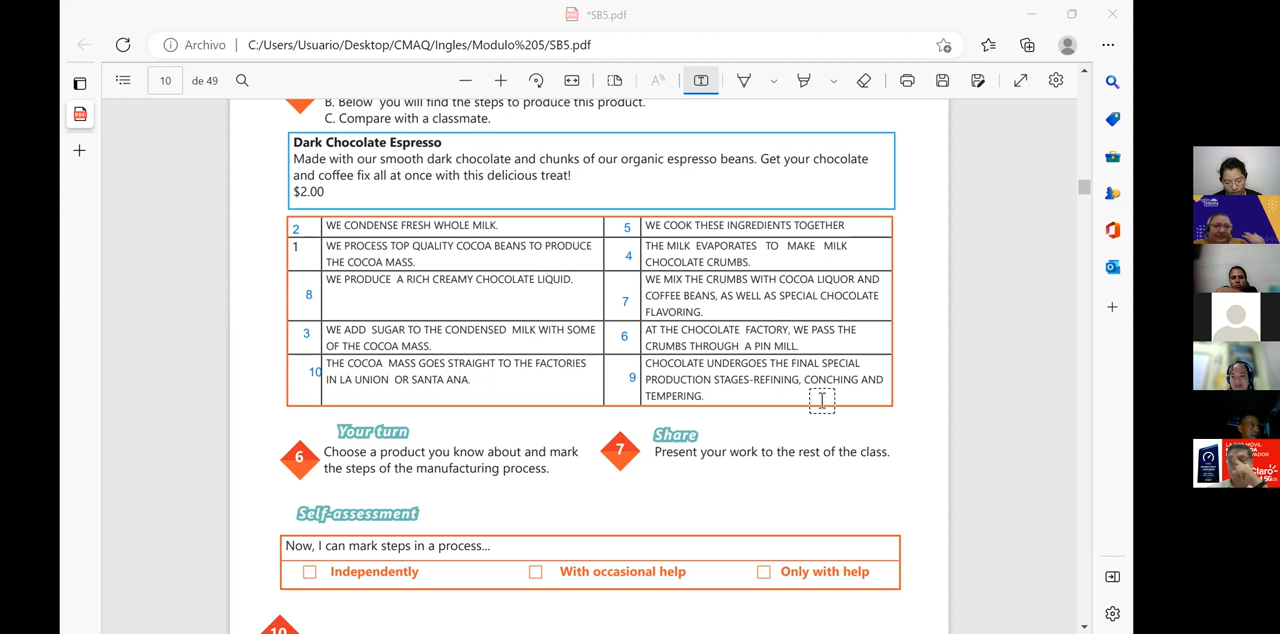 *SB5.pdf
Archivo
C:/Users/Usuario/Desktop/CMAQ/Ingles/Modulo%205/SB5.pdf
10 de 49
B. Below you will find the steps to produce this product.
C. Compare with a classmate.
Dark Chocolate Espresso
Made with our smooth dark chocolate and chunks of our organic espresso beans. Get your chocolate
and coffee fix all at once with this delicious treat!
$2.00
2 WE CONDENSE FRESH WHOLE MILK.
5 WE COOK THESE INGREDIENTS TOGETHER
1 WE PROCESS TOP QUALITY COCOA BEANS TO PRODUCE
THE COCOA MASS.
4 THE MILK EVAPORATES TO MAKE MILK
CHOCOLATE CRUMBS.
8 WE PRODUCE A RICH CREAMY CHOCOLATE LIQUID.
7 WE MIX THE CRUMBS WITH COCOA LIQUOR AND
COFFEE BEANS, AS WELL AS SPECIAL CHOCOLATE
FLAVORING.
3 WE ADD SUGAR TO THE CONDENSED MILK WITH SOME
OF THE COCOA MASS.
6 AT THE CHOCOLATE FACTORY, WE PASS THE
CRUMBS THROUGH A PIN MILL.
10 THE COCOA MASS GOES STRAIGHT TO THE FACTORIES
IN LA UNION OR SANTA ANA.
9 CHOCOLATE UNDERGOES THE FINAL SPECIAL
PRODUCTION STAGES-REFINING, CONCHING AND
TEMPERING.
Your turn
6 Choose a product you know about and mark
the steps of the manufacturing process.
Share
7 Present your work to the rest of the class.
Self-assessment
Now, I can mark steps in a process...
Independently
With occasional help
Only with help
10
Claro